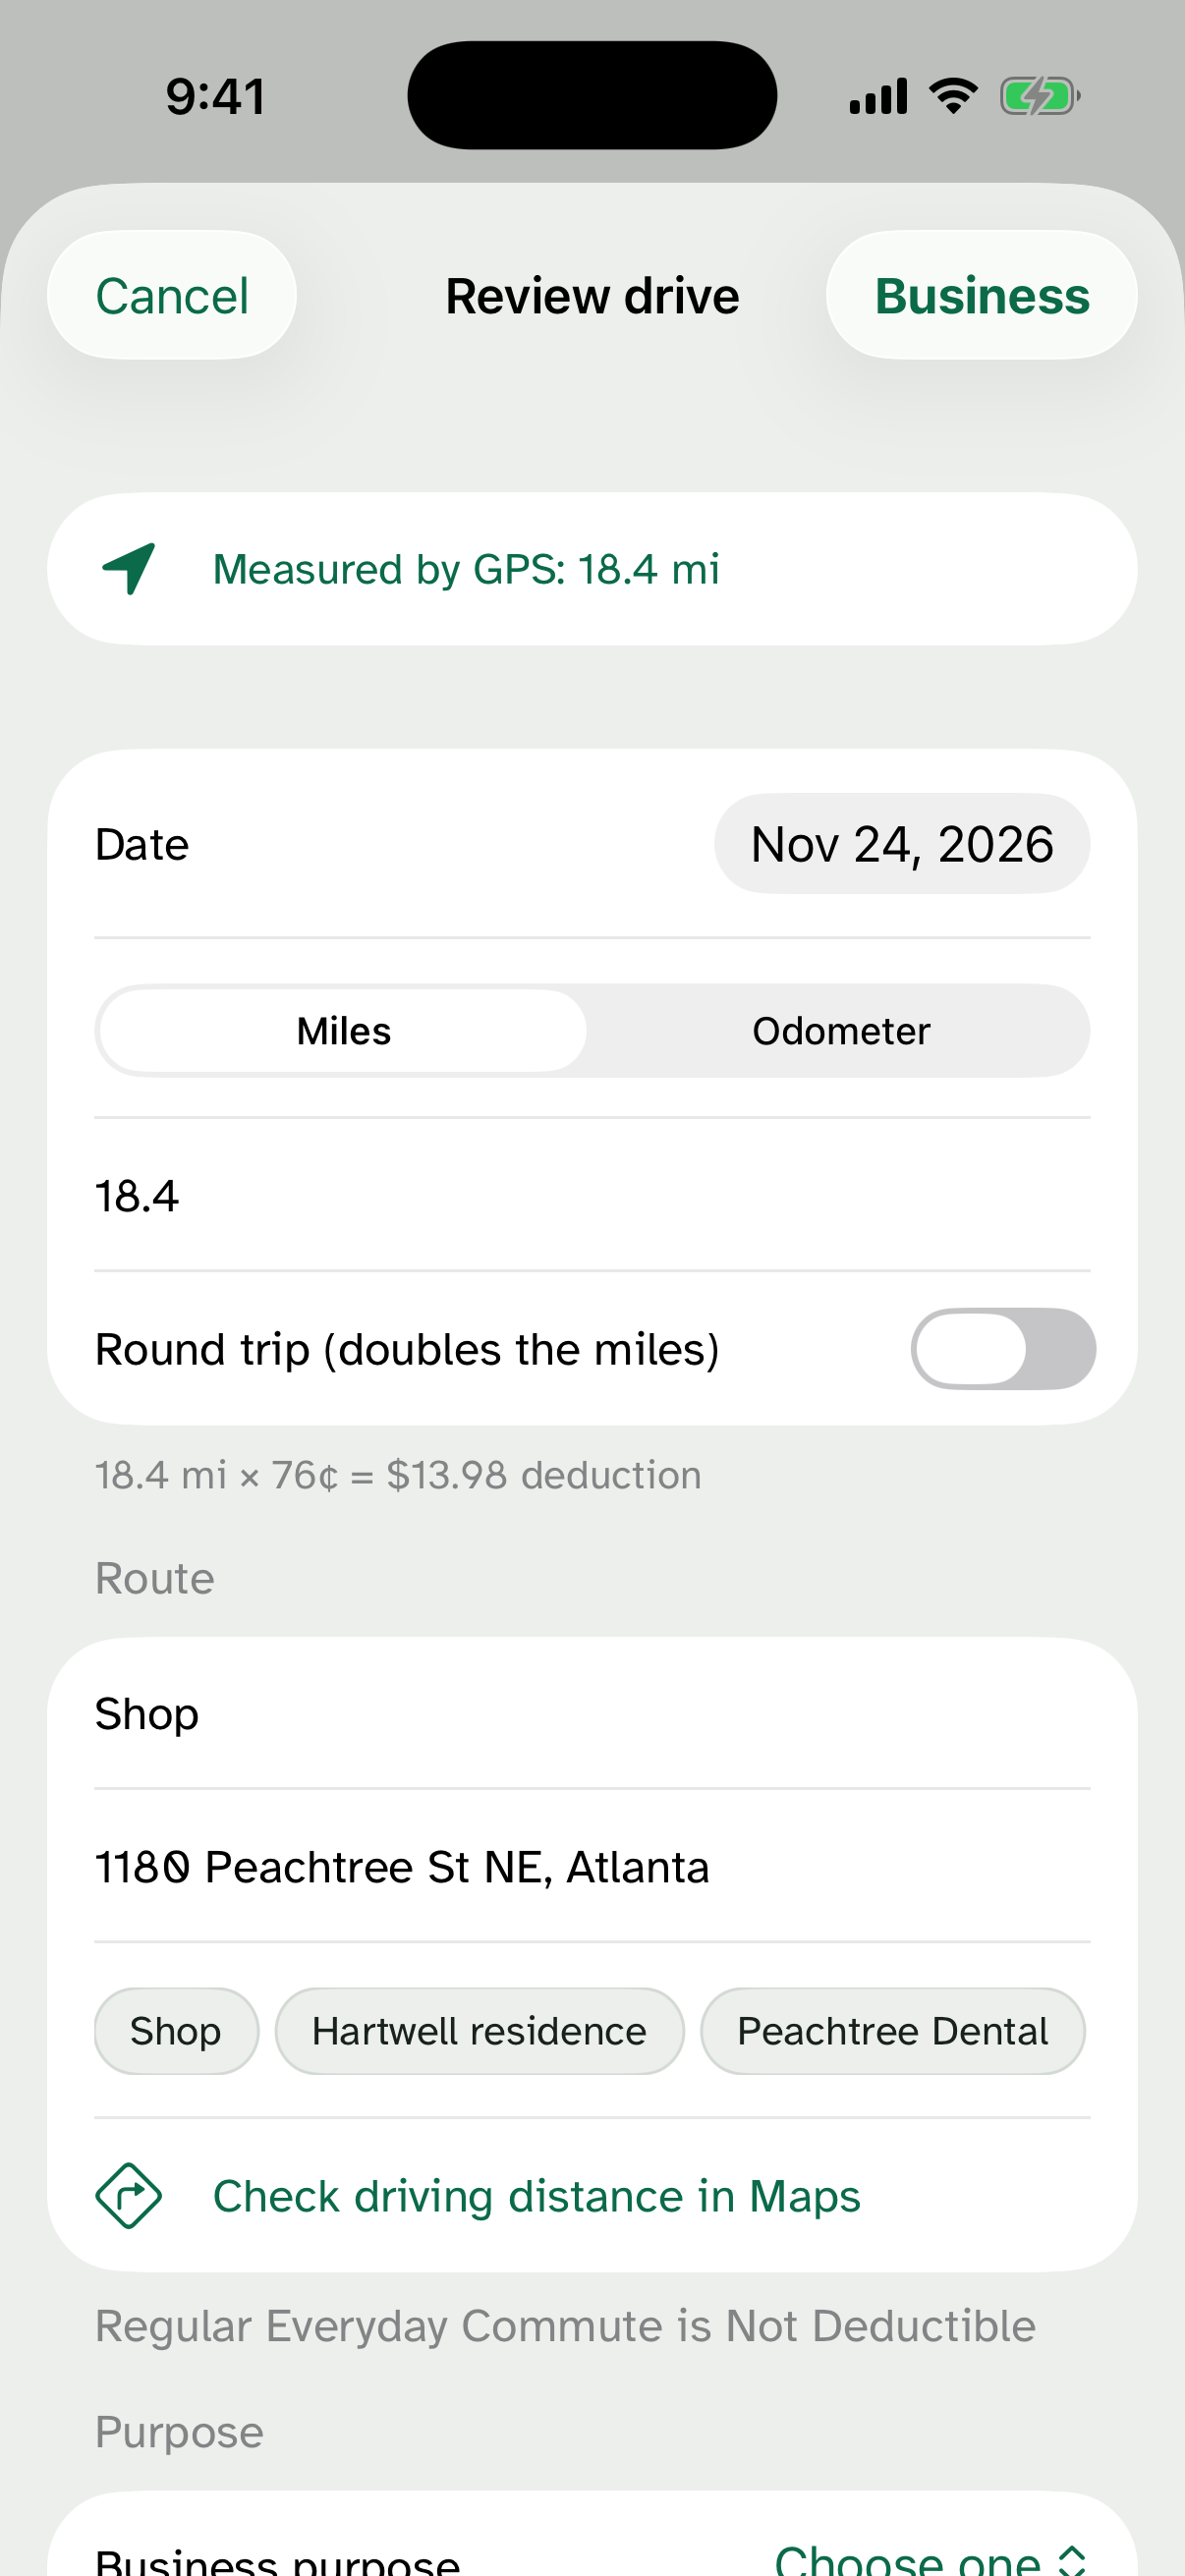 9:41
Cancel
Review drive
Business
Measured by GPS: 18.4 mi
Date
Nov 24, 2026
Miles
Odometer
18.4
Round trip (doubles the miles)
18.4 mi × 76¢ = $13.98 deduction
Route
Shop
1180 Peachtree St NE, Atlanta
Shop
Hartwell residence
Peachtree Dental
Check driving distance in Maps
Regular Everyday Commute is Not Deductible
Purpose
Business purpose
Choose one